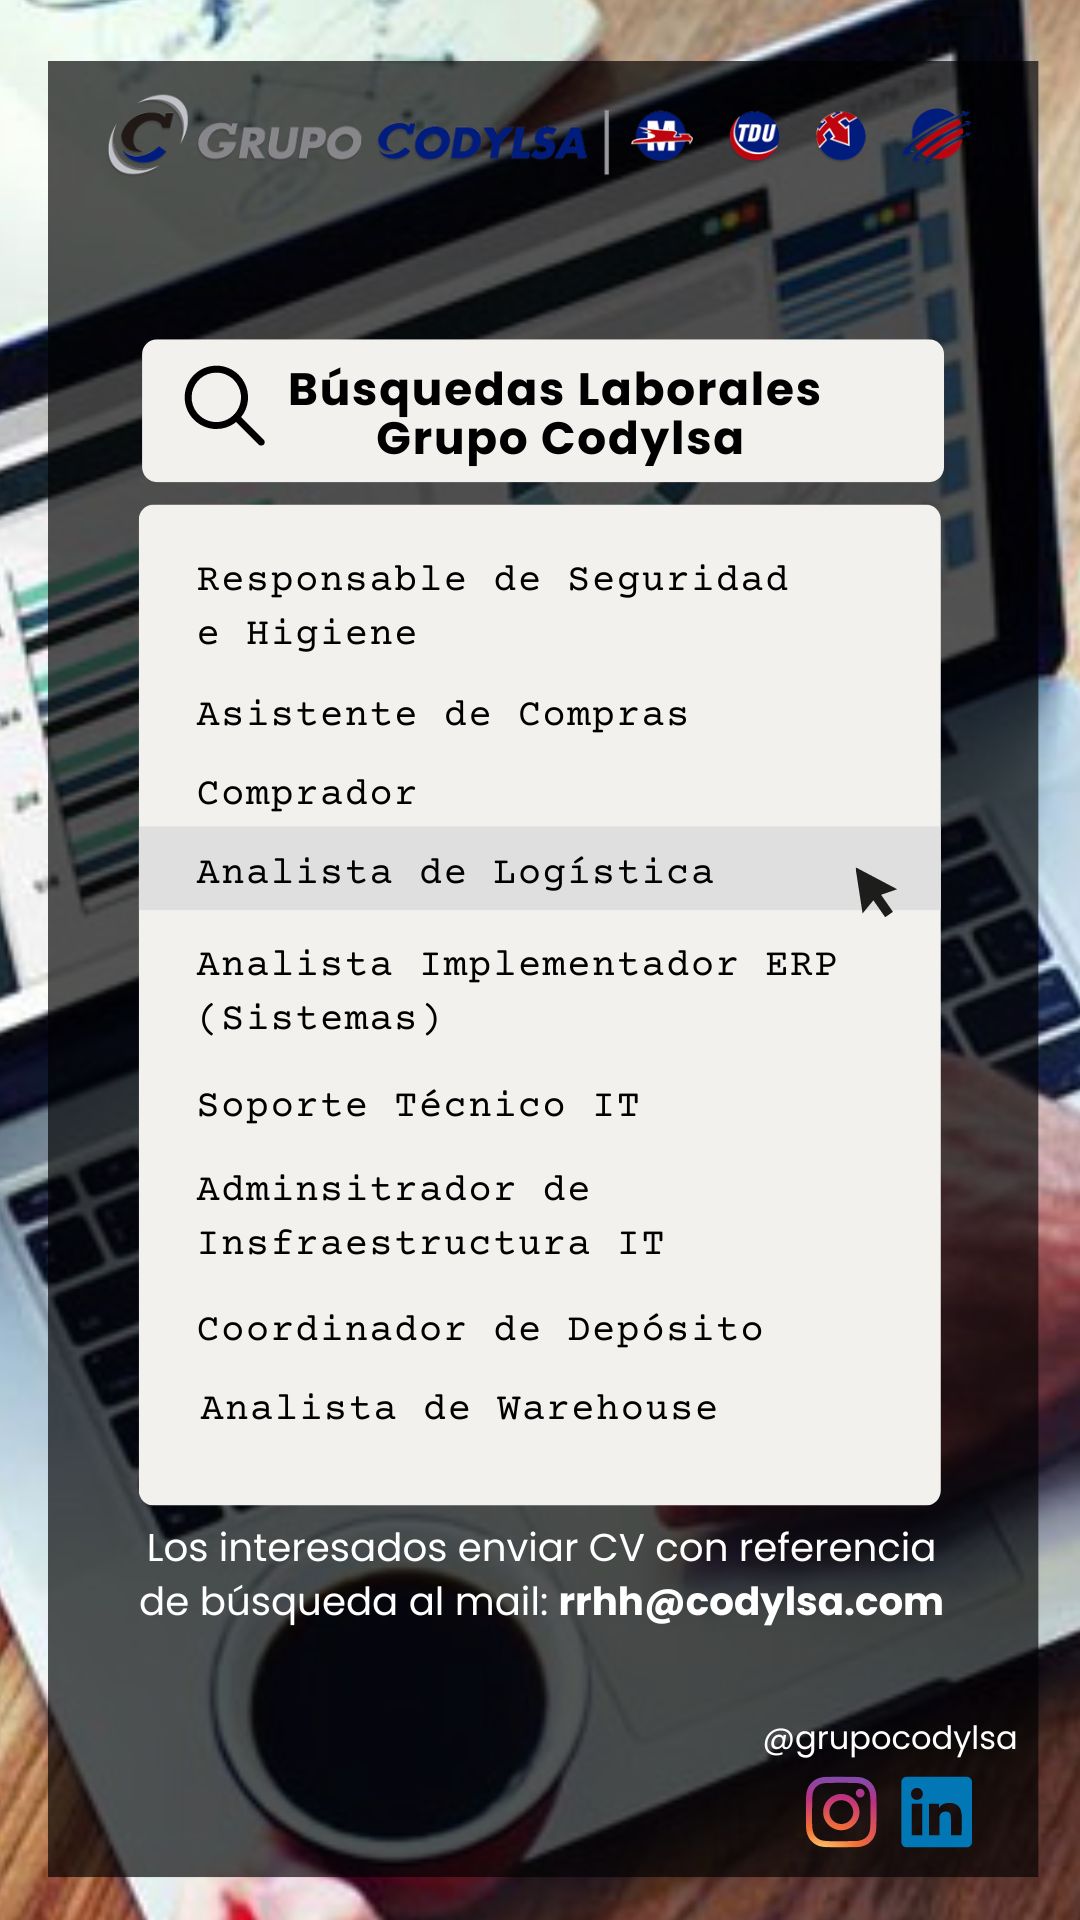 GRUPO CODYLSA
M
TDU
Búsquedas Laborales
Grupo Codylsa
Responsable de Seguridad
e Higiene
Asistente de Compras
Comprador
Analista de Logística
Analista Implementador ERP
(Sistemas)
Soporte Técnico IT
Adminsitrador de
Insfraestructura IT
Coordinador de Depósito
Analista de Warehouse
Los interesados enviar CV con referencia
de búsqueda al mail: rrhh@codylsa.com
@grupocodylsa
in